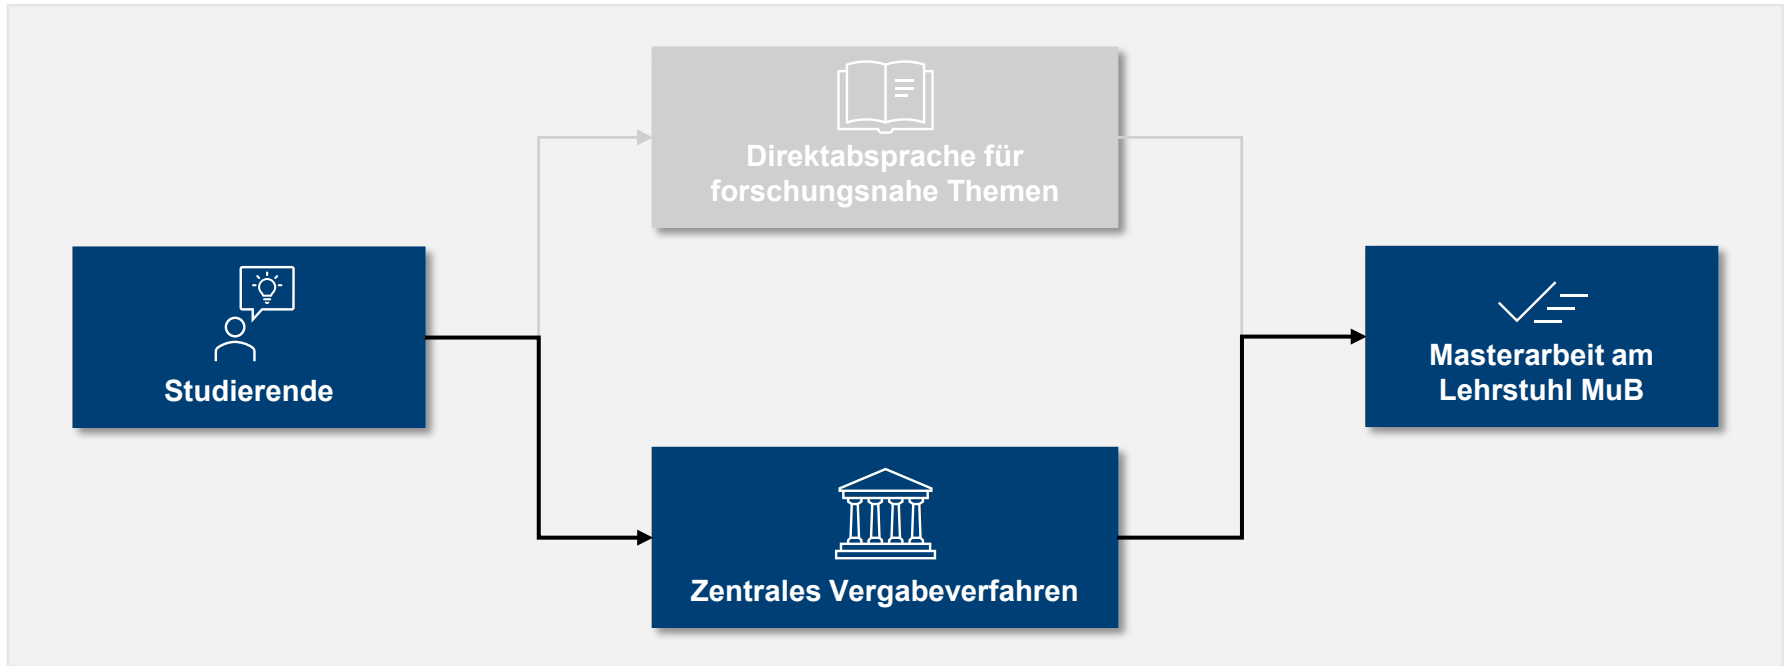 Direktabsprache für
forschungsnahe Themen
Studierende
Masterarbeit am
Lehrstuhl MuB
Zentrales Vergabeverfahren